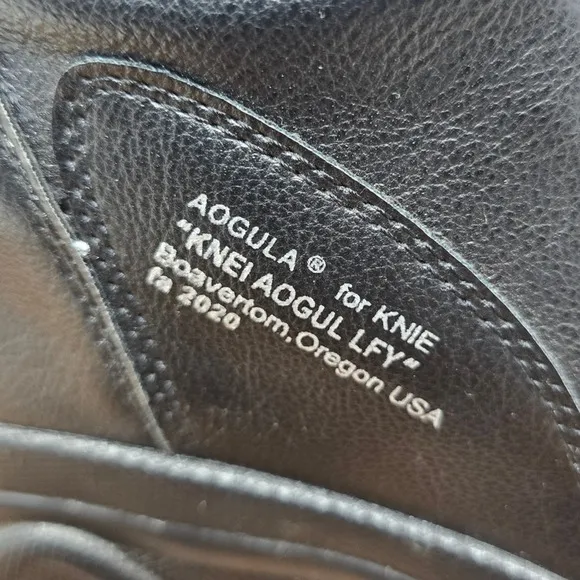 AOGULA® for KNIE
"KNEI AOGUL LFY"
Boavertom, Oregon USA
fa 2020